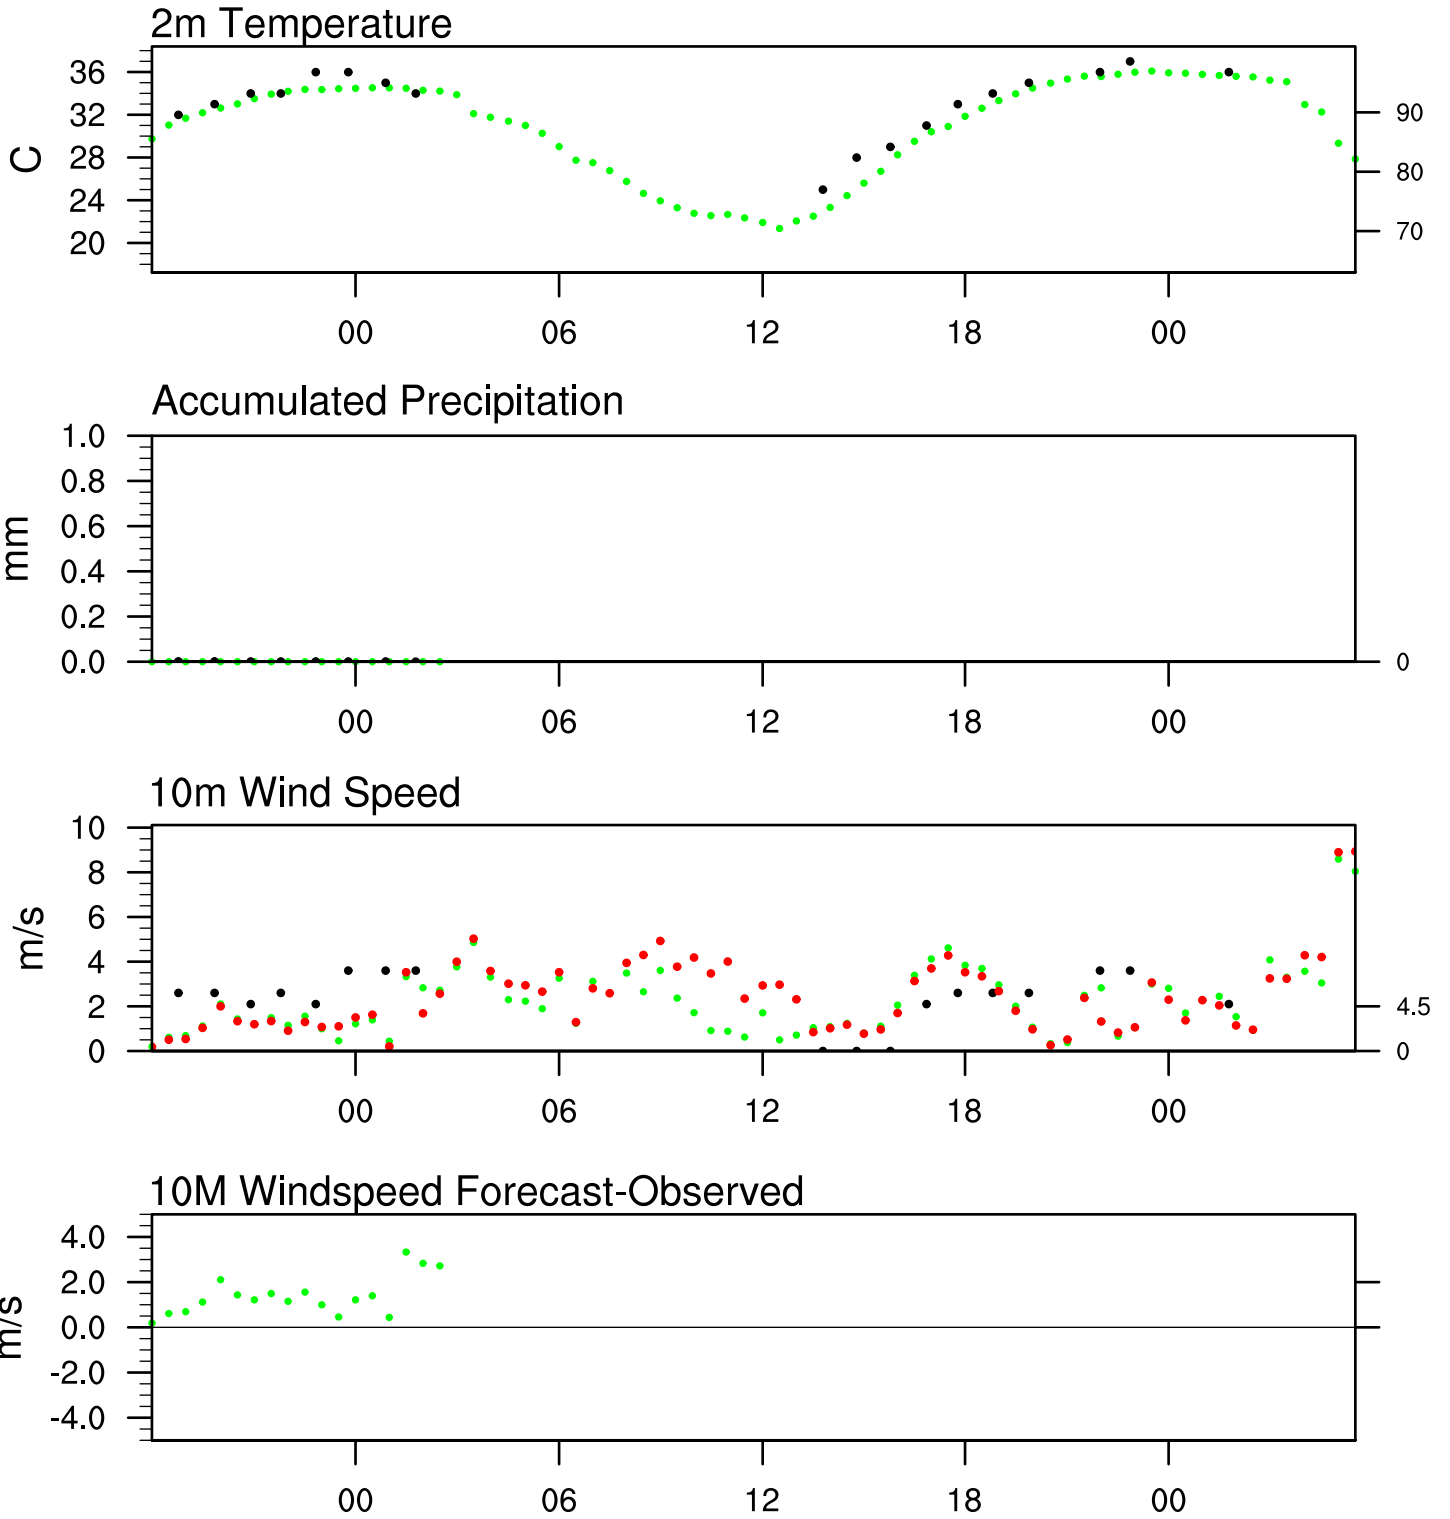 2m Temperature
36
32
28
24
20
C
90
80
70
00 06 12 18 00
Accumulated Precipitation
1.0
0.8
0.6
0.4
0.2
0.0
mm
0
00 06 12 18 00
10m Wind Speed
10
8
6
4
2
0
m/s
4.5
0
00 06 12 18 00
10M Windspeed Forecast-Observed
4.0
2.0
0.0
-2.0
-4.0
m/s
00 06 12 18 00